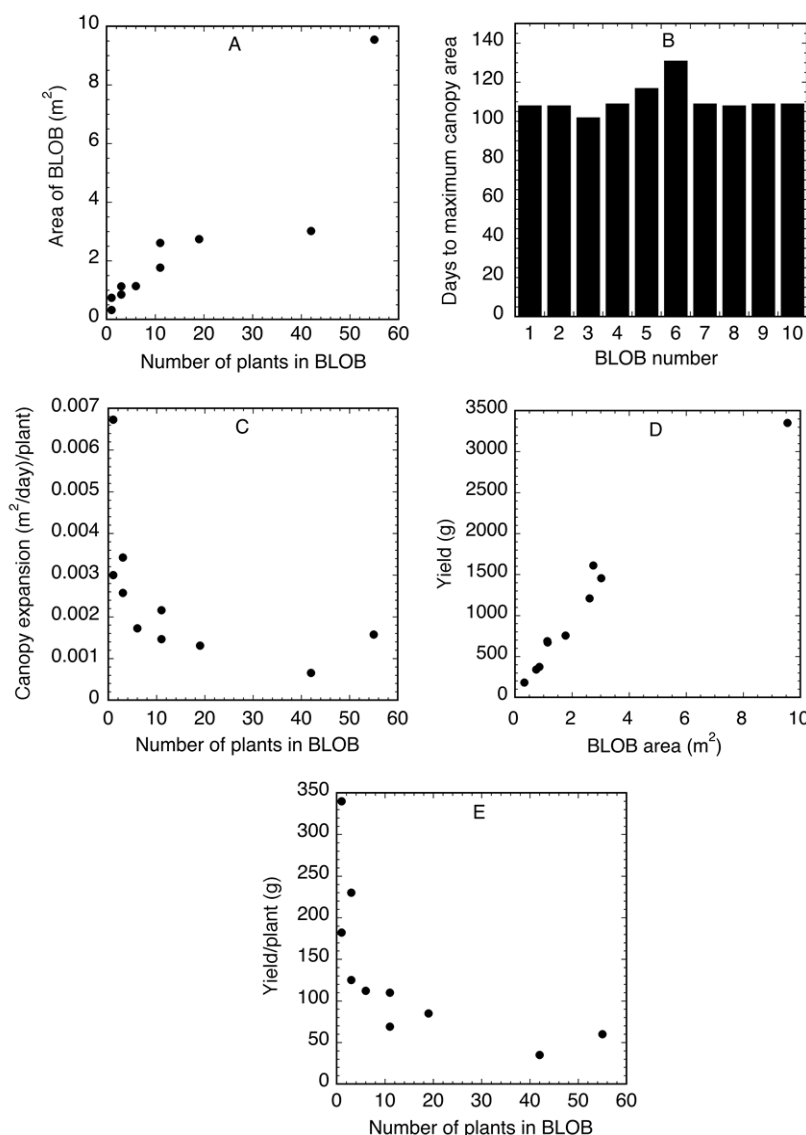 A
10
8
6
4
2
0
Area of BLOB (m2)
0 10 20 30 40 50 60
Number of plants in BLOB
B
140
120
100
80
60
40
20
0
Days to maximum canopy area
1 2 3 4 5 6 7 8 9 10
BLOB number
C
0.007
0.006
0.005
0.004
0.003
0.002
0.001
0
Canopy expansion (m2/day)/plant)
0 10 20 30 40 50 60
Number of plants in BLOB
D
3500
3000
2500
2000
1500
1000
500
0
Yield (g)
0 2 4 6 8 10
BLOB area (m2)
E
350
300
250
200
150
100
50
0
Yield/plant (g)
0 10 20 30 40 50 60
Number of plants in BLOB